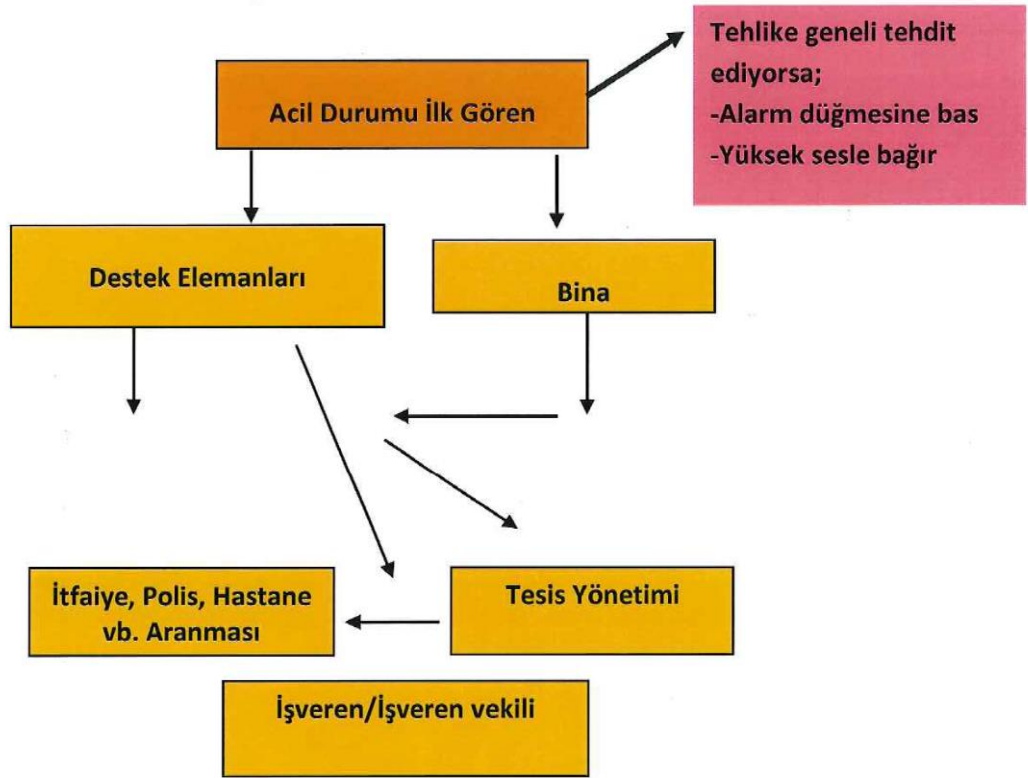 Tehlike geneli tehdit
ediyorsa;
-Alarm düğmesine bas
-Yüksek sesle bağır
Acil Durumu İlk Gören
Destek Elemanları
Bina
İtfaiye, Polis, Hastane
vb. Aranması
Tesis Yönetimi
İşveren/İşveren vekili